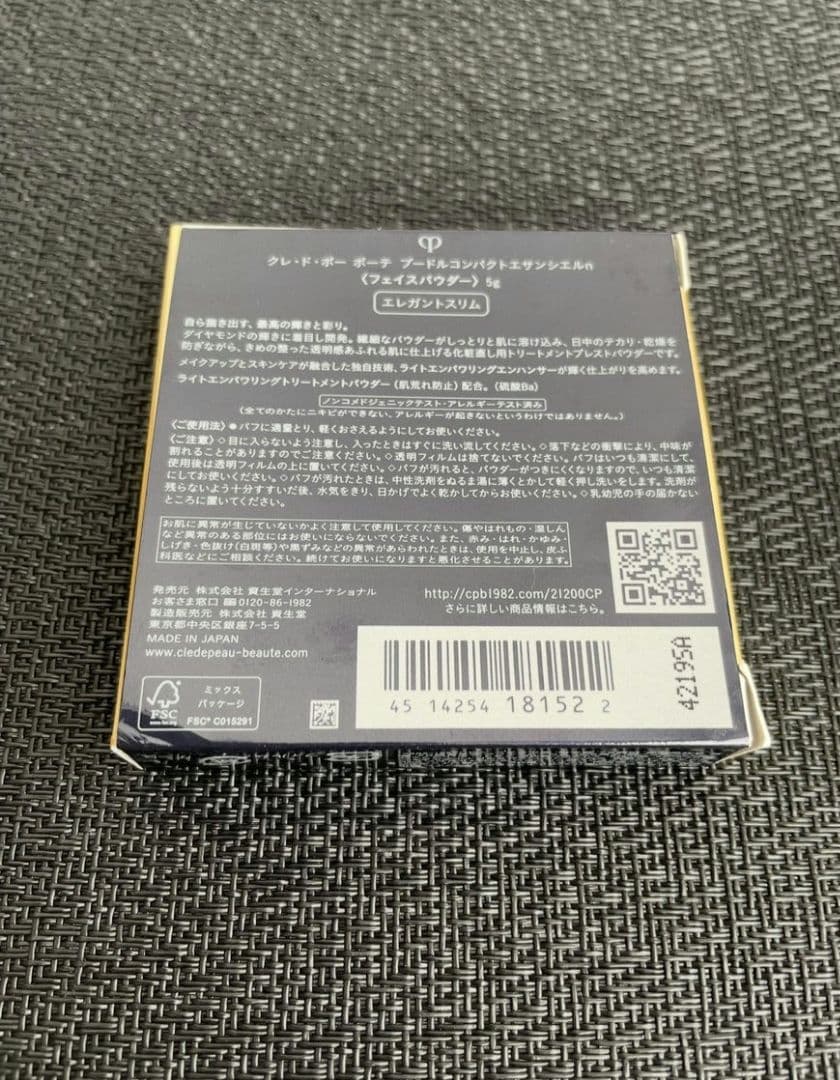 クレ・ド・ポー ボーテ プードルコンパクトエサンシエルn
〈フェイスパウダー〉 5g
エレガントスリム
自ら描き出す、最高の輝きと彩り。
ダイヤモンドの輝きに着目し開発。繊細なパウダーがしっとりと肌に溶け込み、日中のテカリ・乾燥を
防ぎながら、きめの整った透明感あふれる肌に仕上げる化粧直し用トリートメントプレストパウダーです。
メイクアップとスキンケアが融合した独自技術、ライトエンパワリングエンハンサーが輝く仕上がりを高めます。
ライトエンパワリングトリートメントパウダー(肌荒れ防止)配合。(硫酸Ba)
ノンコメドジェニックテスト・アレルギーテスト済み
(全てのかたにニキビができない、アレルギーが起きないというわけではありません。)
〈ご使用法〉●パフに適量とり、軽くおさえるようにしてお使いください。
〈ご注意〉◇目に入らないよう注意し、入ったときはすぐに洗い流してください。◇落下などの衝撃により、中味が
割れることがありますのでご注意ください。◇透明フィルムは捨てないでください。パフはいつも清潔にして、
使用後は透明フィルムの上に置いてください。◇パフが汚れると、パウダーがつきにくくなりますので、いつも清潔
にしてお使いください。◇パフが汚れたときは、中性洗剤をぬるま湯に薄くとかして軽く押し洗いをします。洗剤が
残らないよう十分すすいだ後、水気をきり、日かげでよく乾かしてからお使いください。◇乳幼児の手の届かない
ところに置いてください。
お肌に異常が生じていないかよく注意して使用してください。傷やはれもの・湿しん
など異常のある部位にはお使いにならないでください。また、赤み・はれ・かゆみ・
しげき・色抜け(白斑等)や黒ずみなどの異常があらわれたときは、使用を中止し、皮ふ
科医などにご相談ください。続けてお使いになりますと悪化させることがあります。
発売元 株式会社 資生堂インターナショナル
お客さま窓口 0120-86-1982
製造販売元 株式会社 資生堂
東京都中央区銀座7-5-5
MADE IN JAPAN
www.cledepeau-beaute.com
http://cpb1982.com/21200CP
さらに詳しい商品情報はこちら。
FSC
www.fsc.org
ミックス
パッケージ
FSC® C015291
4514254 18152 2
42195A